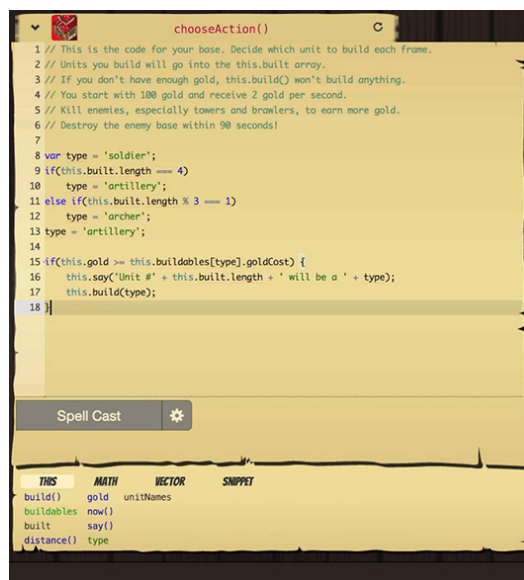 chooseAction()
1 // This is the code for your base. Decide which unit to build each frame.
2 // Units you build will go into the this.built array.
3 // If you don't have enough gold, this.build() won't build anything.
4 // You start with 100 gold and receive 2 gold per second.
5 // Kill enemies, especially towers and brawlers, to earn more gold.
6 // Destroy the enemy base within 90 seconds!
7
8 var type = 'soldier';
9 if(this.built.length === 4)
10 type = 'artillery';
11 else if(this.built.length % 3 === 1)
12 type = 'archer';
13 type = 'artillery';
14
15 if(this.gold >= this.buildables[type].goldCost) {
16 this.say('Unit #' + this.built.length + ' will be a ' + type);
17 this.build(type);
18 }
Spell Cast
THIS MATH VECTOR SNIPPET
build() gold unitNames
buildables now()
built say()
distance() type